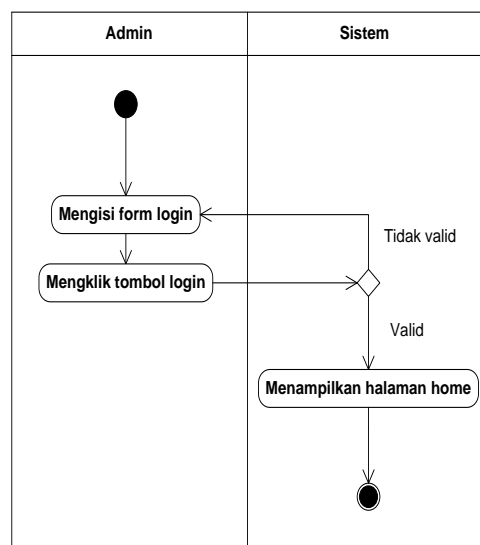 Admin
Sistem
Mengisi form login
Tidak valid
Mengklik tombol login
Valid
Menampilkan halaman home